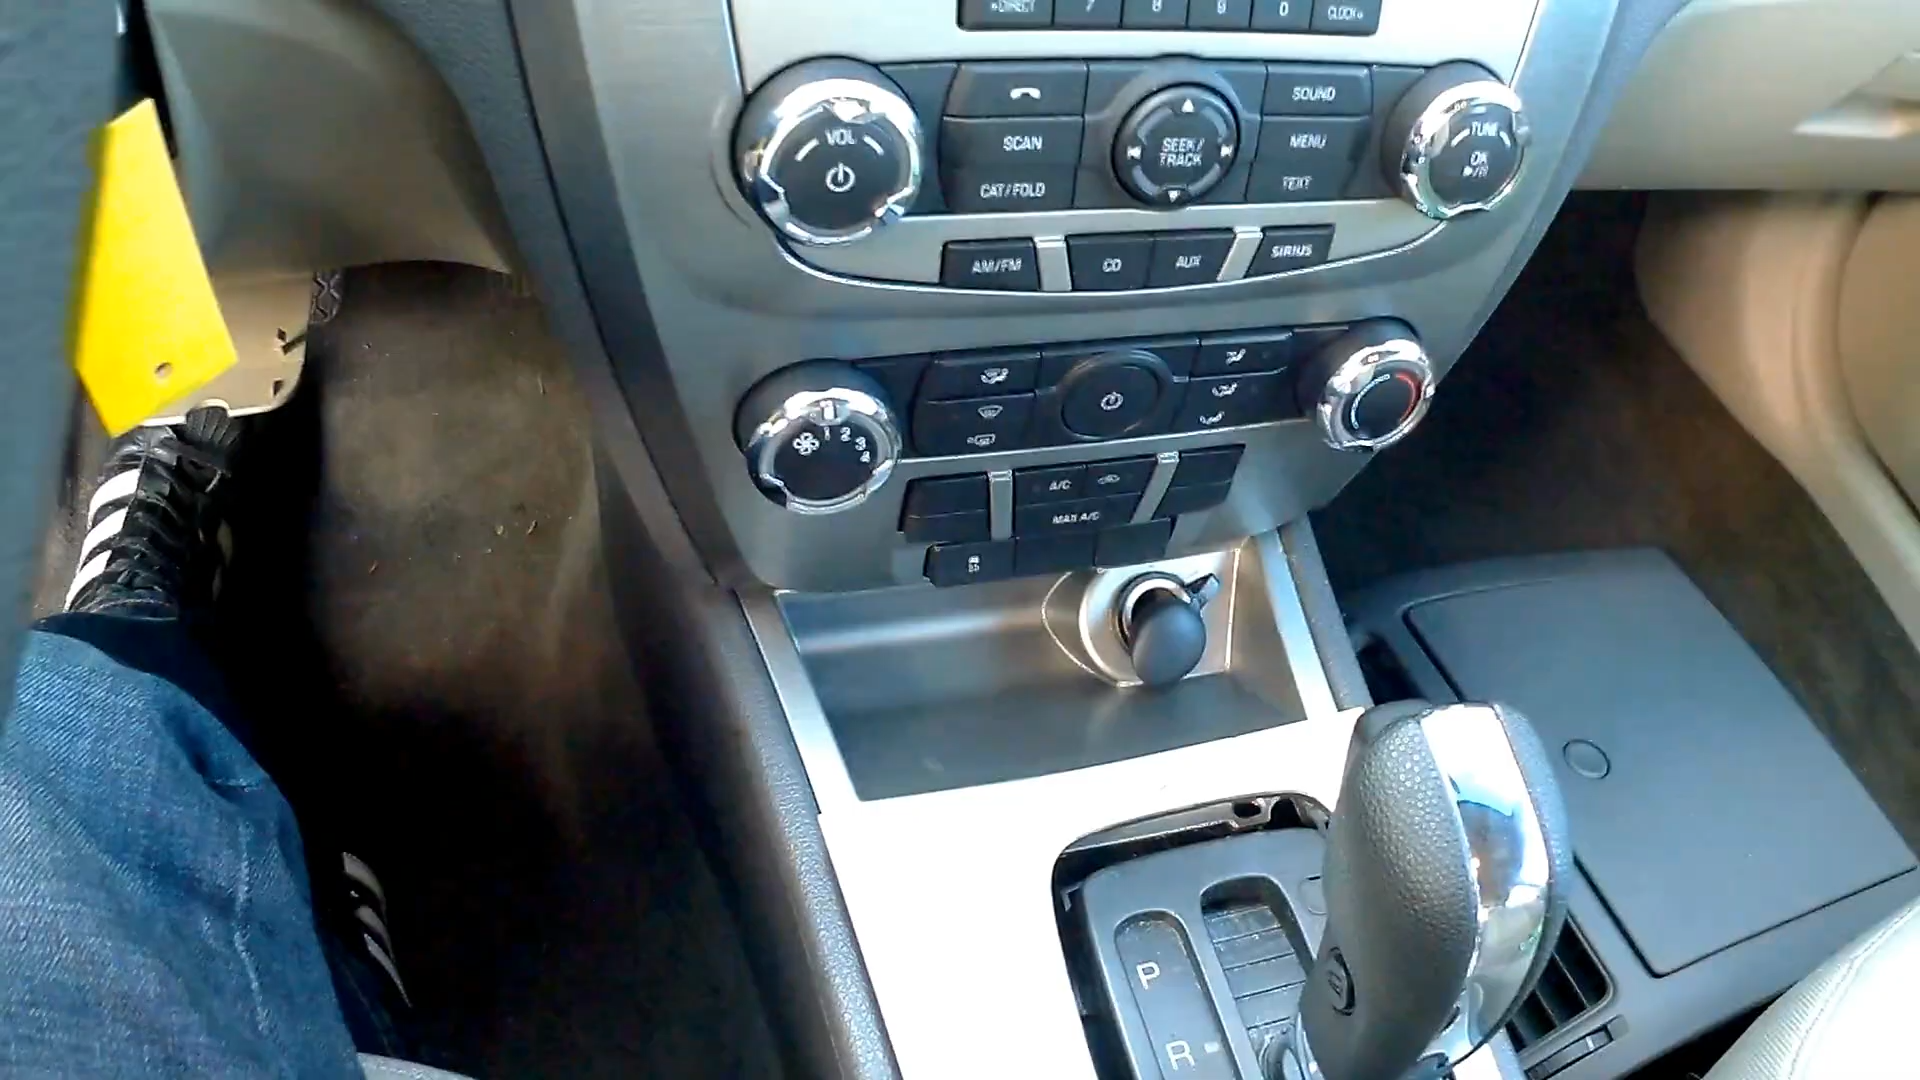 DIRECT 7 8 9 0 CLOCK
VOL
SCAN
CAT/FOLD
SEEK/
TRACK
SOUND
MENU
TEXT
TUNE
OK
AM/FM
CD
AUX
SIRIUS
1 2 3 4
A/C
MAX A/C
P
R